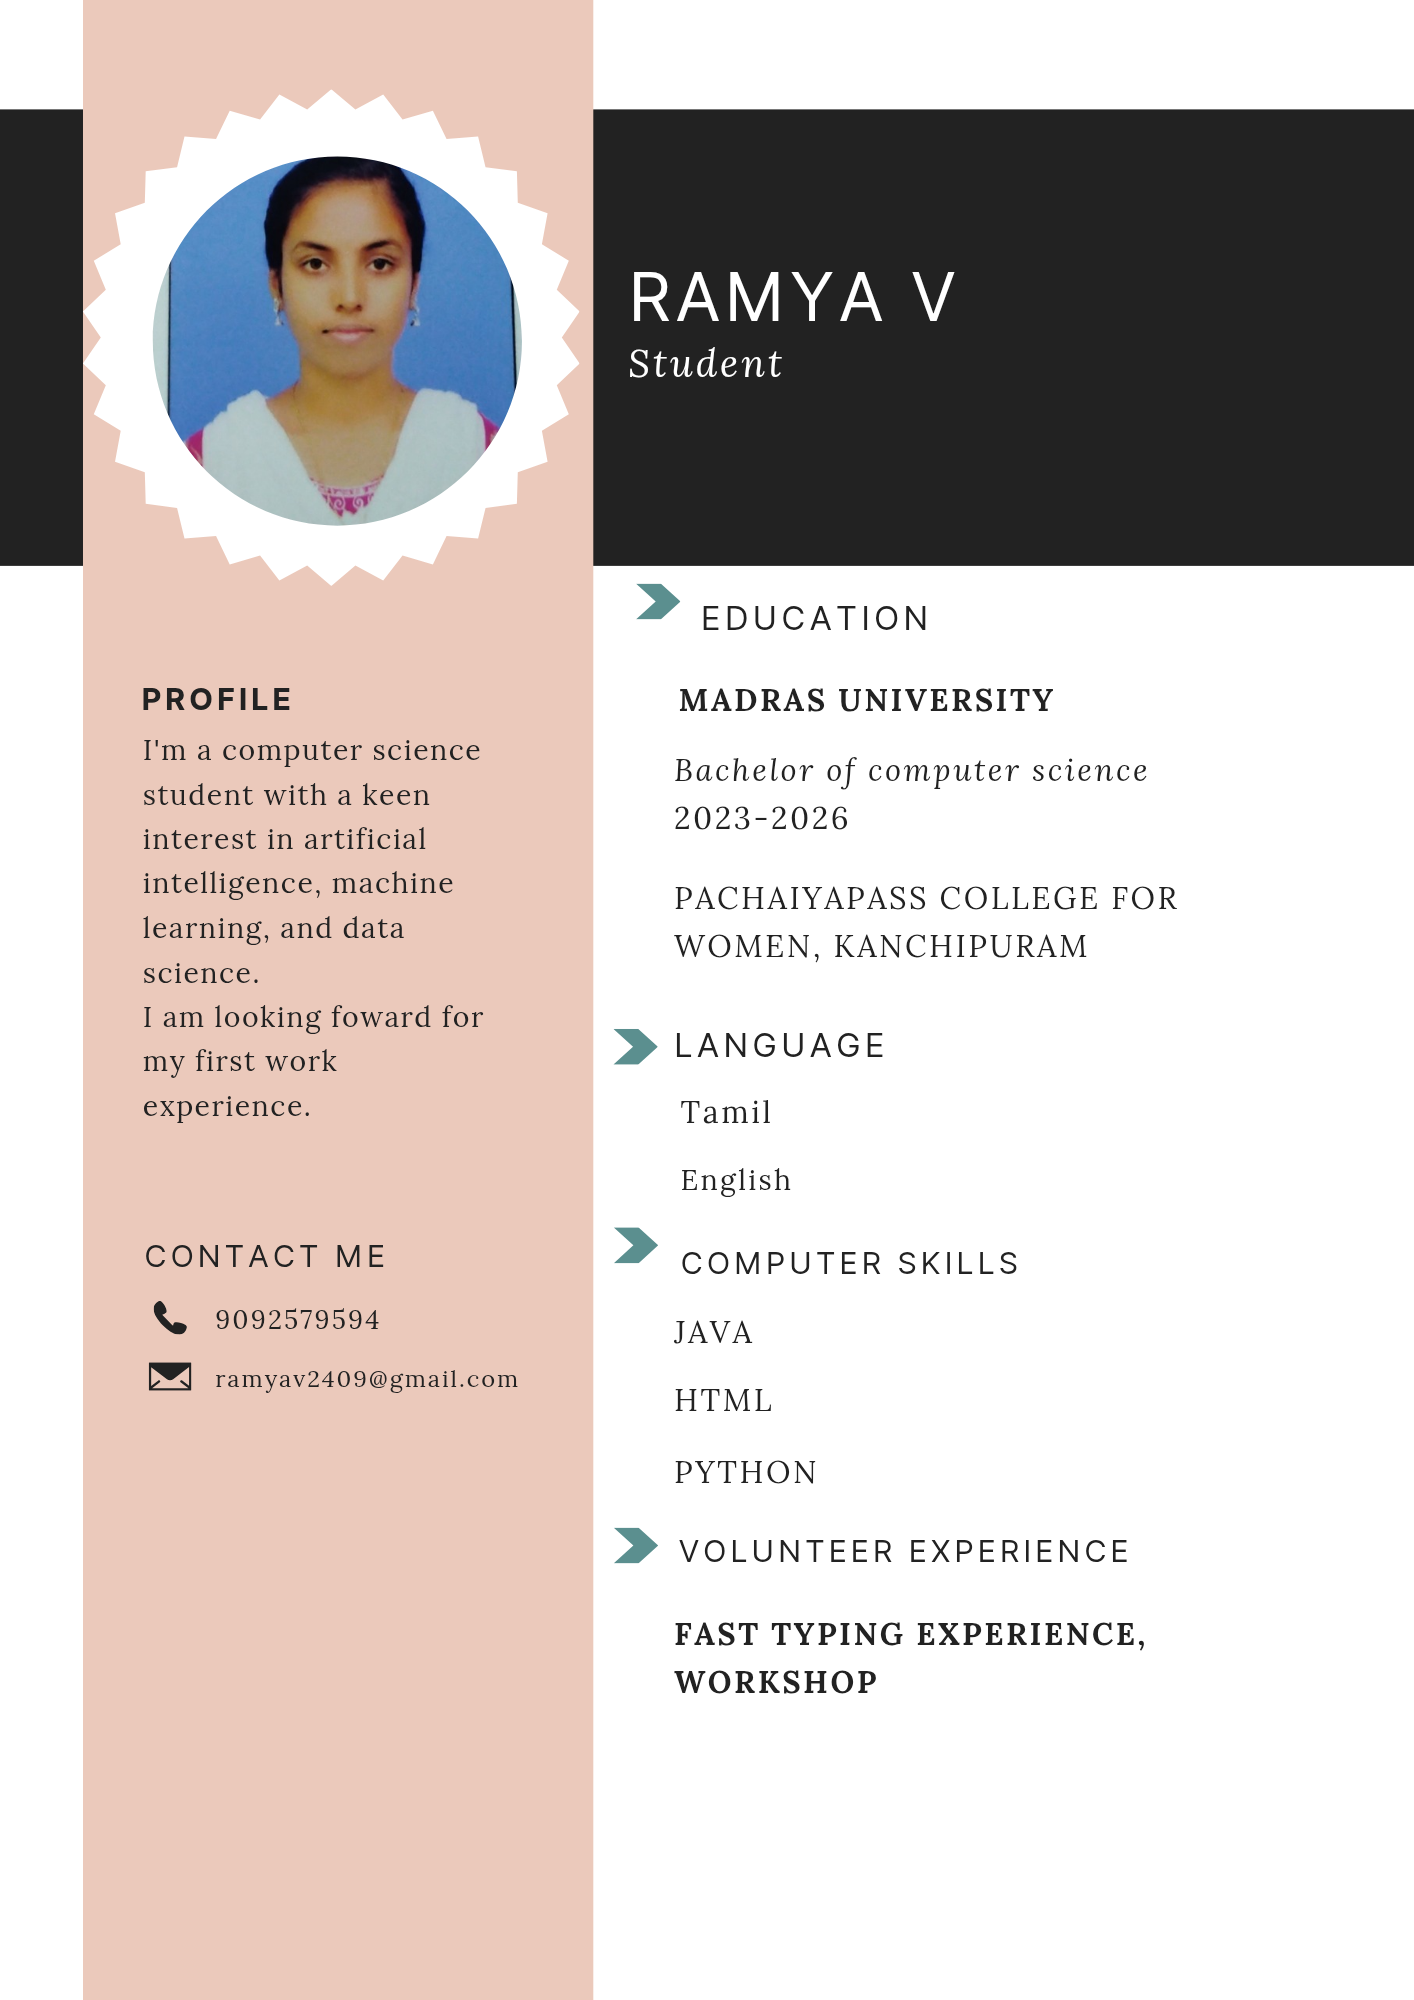 RAMYA V
Student
PROFILE
I'm a computer science
student with a keen
interest in artificial
intelligence, machine
learning, and data
science.
I am looking foward for
my first work
experience.
CONTACT ME
9092579594
ramyav2409@gmail.com
EDUCATION
MADRAS UNIVERSITY
Bachelor of computer science
2023-2026
PACHAIYAPASS COLLEGE FOR
WOMEN, KANCHIPURAM
LANGUAGE
Tamil
English
COMPUTER SKILLS
JAVA
HTML
PYTHON
VOLUNTEER EXPERIENCE
FAST TYPING EXPERIENCE,
WORKSHOP